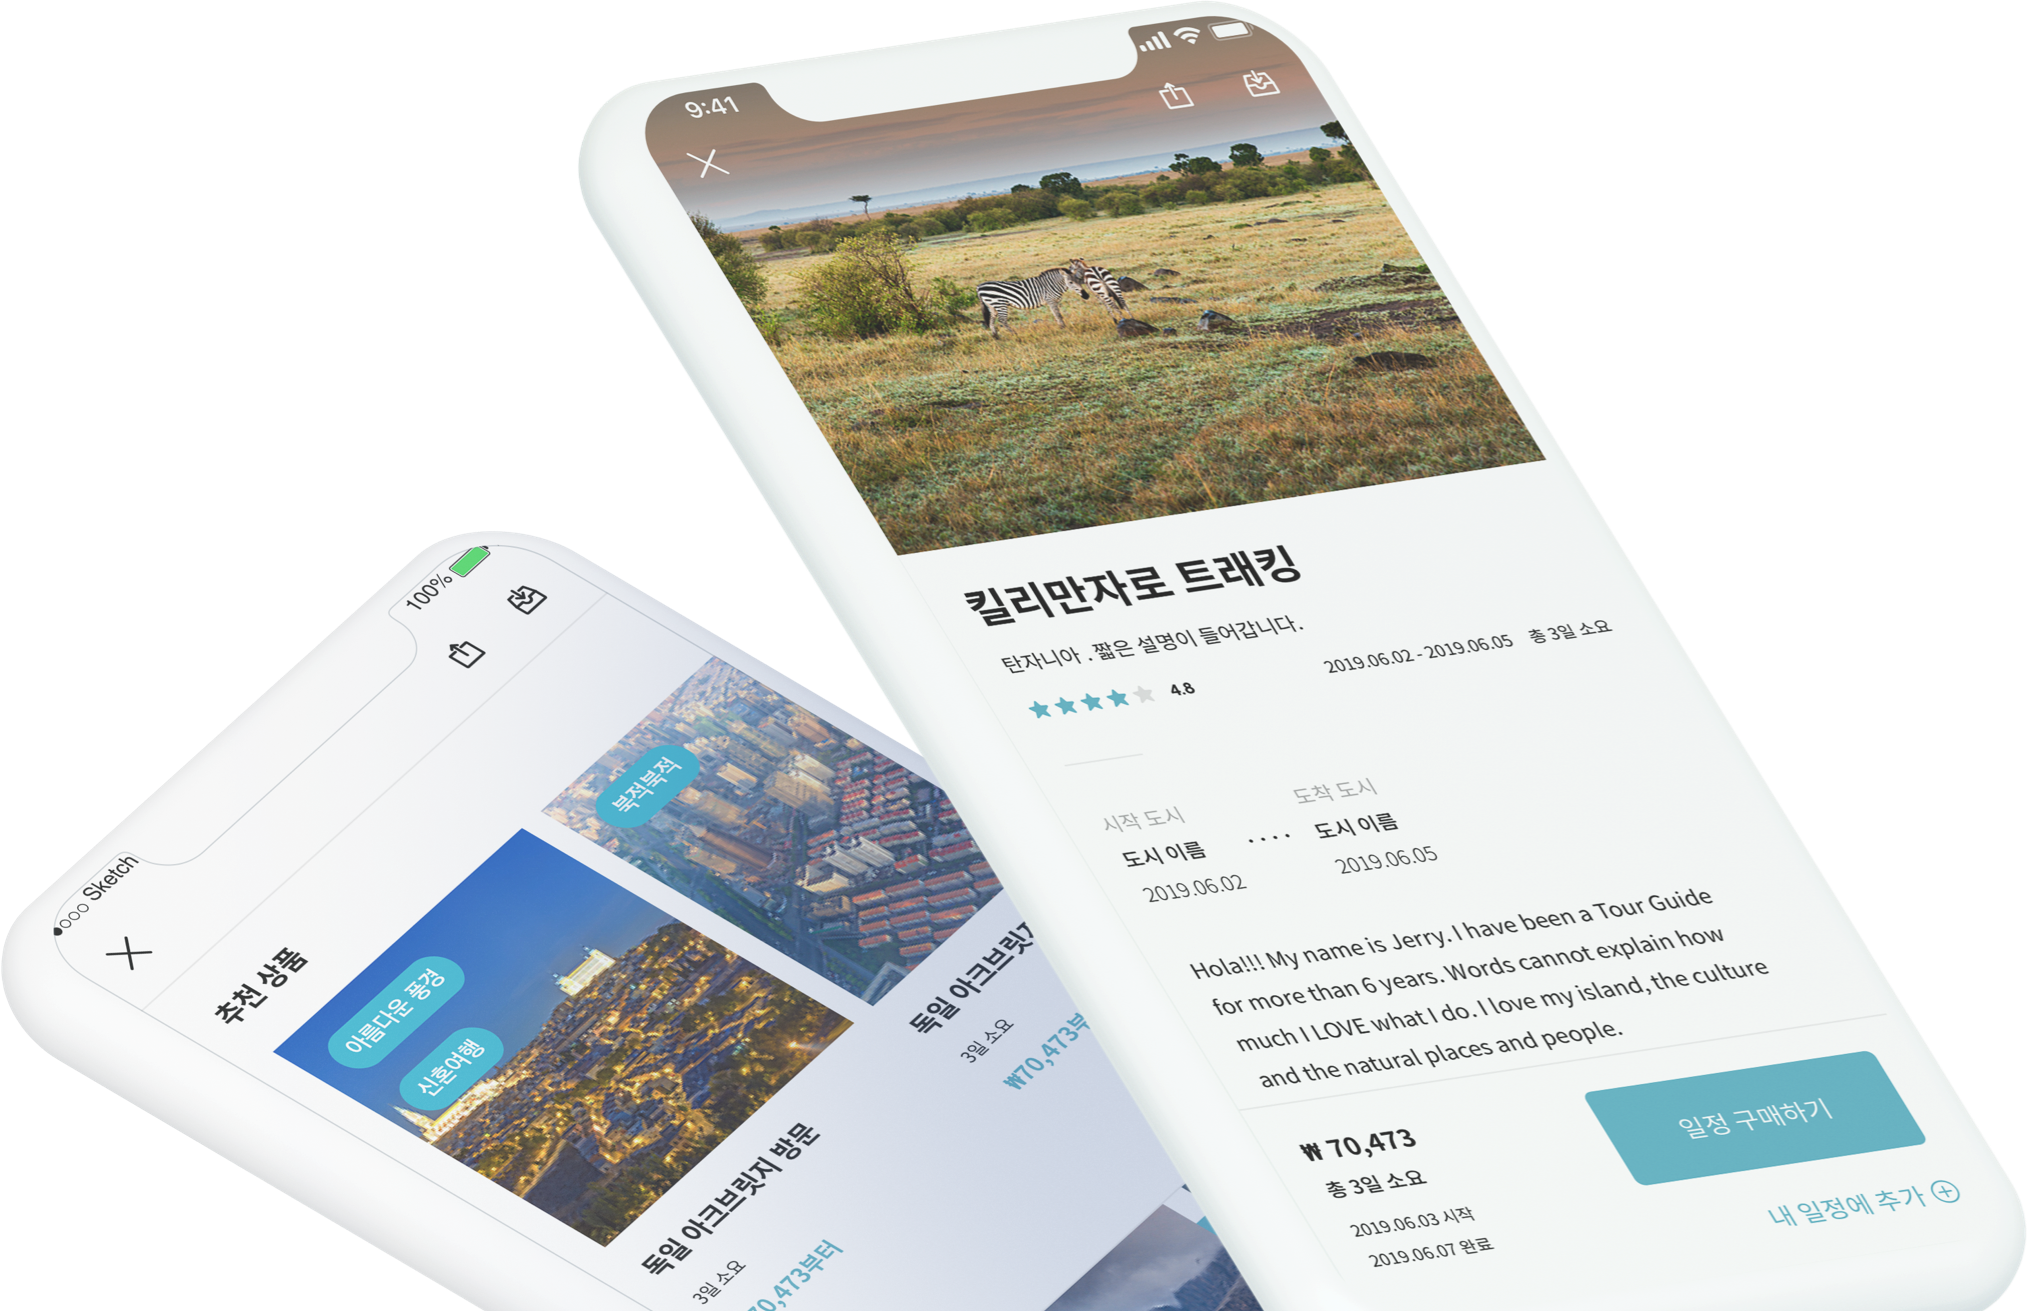 9:41
킬리만자로 트래킹
탄자니아 . 짧은 설명이 들어갑니다.
4.8
2019.06.02 - 2019.06.05 총 3일 소요
시작 도시
도시 이름
2019.06.02
....
도착 도시
도시 이름
2019.06.05
Hola!!! My name is Jerry. I have been a Tour Guide
for more than 6 years. Words cannot explain how
much I LOVE what I do. I love my island, the culture
and the natural places and people.
₩ 70,473
총 3일 소요
2019.06.03 시작
2019.06.07 완료
일정 구매하기
내 일정에 추가
Sketch
100%
추천 상품
아름다운 풍경
신혼여행
독일 아크브릿지 방문
3일 소요
70,473부터
북적북적
독일 아크브릿지
3일 소요
₩70,473부